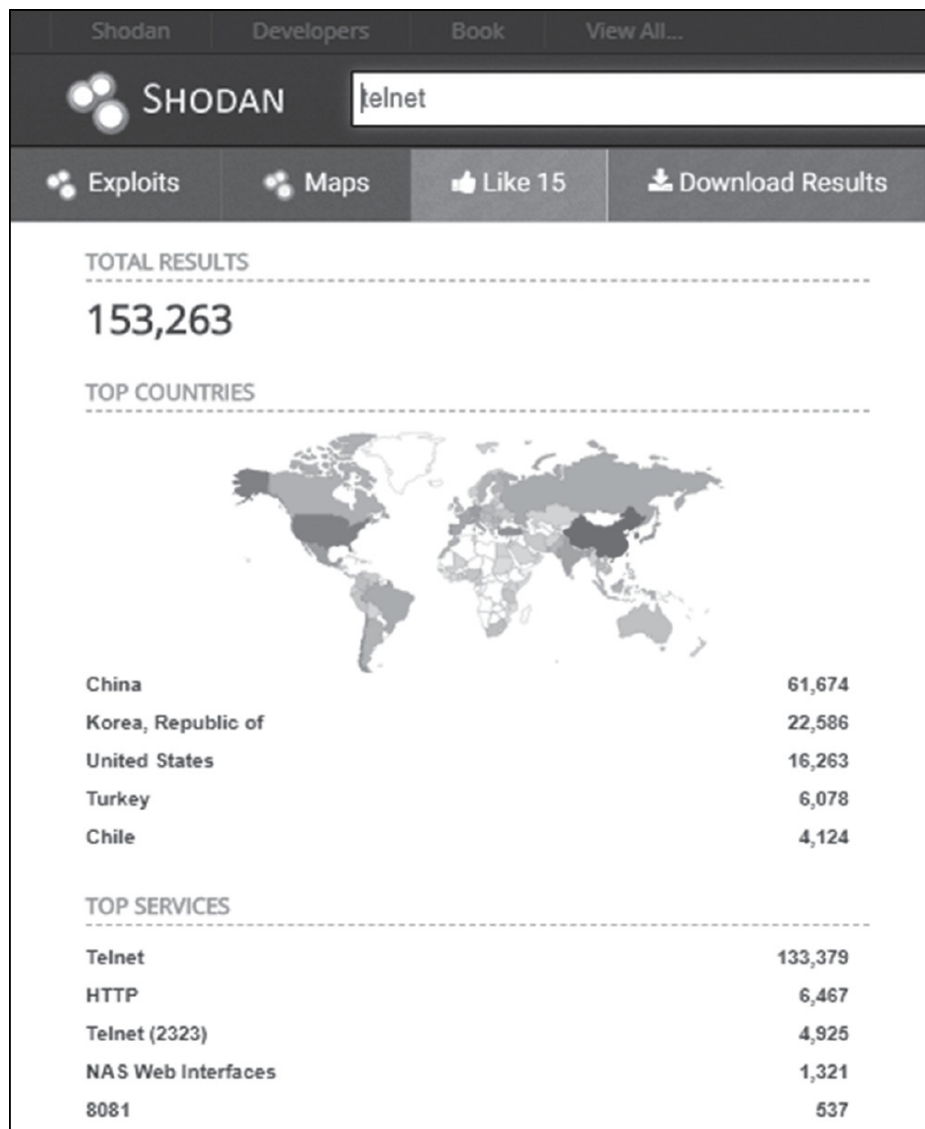 Shodan Developers Book View All...
SHODAN telnet
Exploits Maps Like 15 Download Results
TOTAL RESULTS
153,263
TOP COUNTRIES
China 61,674
Korea, Republic of 22,586
United States 16,263
Turkey 6,078
Chile 4,124
TOP SERVICES
Telnet 133,379
HTTP 6,467
Telnet (2323) 4,925
NAS Web Interfaces 1,321
8081 537